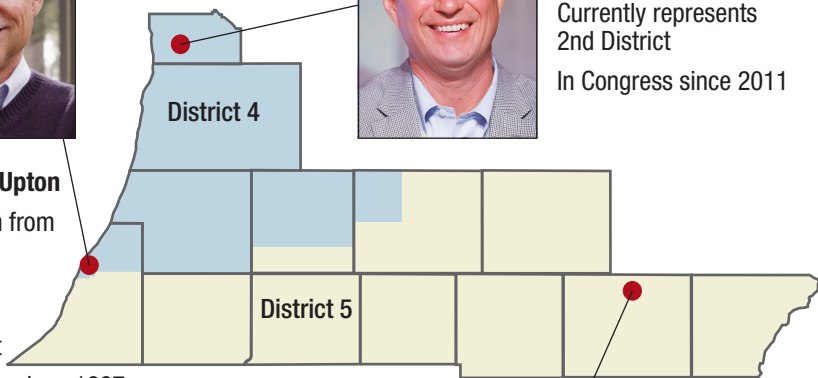 Currently represents
2nd District
In Congress since 2011
District 4
Upton
from
District 5